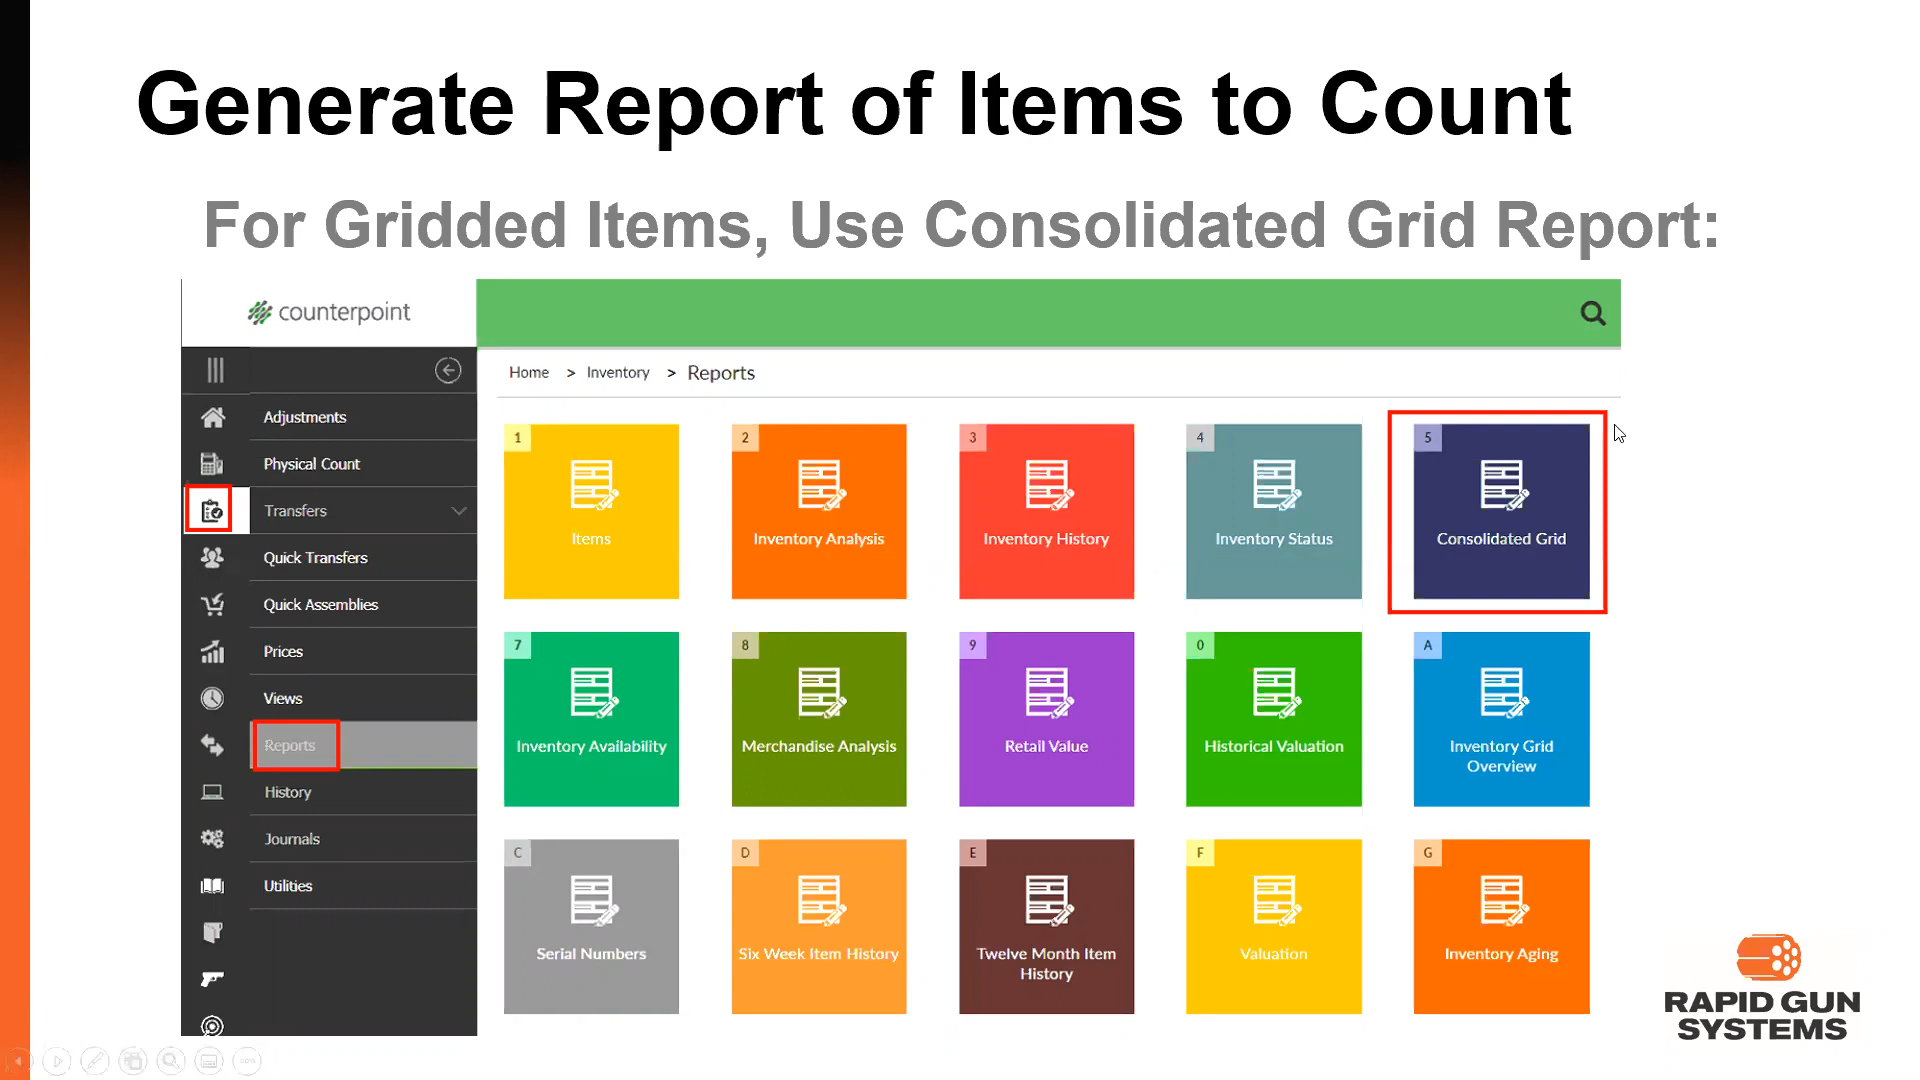 Generate Report of Items to Count
For Gridded Items, Use Consolidated Grid Report:
counterpoint
Home > Inventory > Reports
Adjustments
Physical Count
Transfers
Quick Transfers
Quick Assemblies
Prices
Views
Reports
History
Journals
Utilities
1
Items
2
Inventory Analysis
3
Inventory History
4
Inventory Status
5
Consolidated Grid
7
Inventory Availability
8
Merchandise Analysis
9
Retail Value
0
Historical Valuation
A
Inventory Grid
Overview
C
Serial Numbers
D
Six Week Item History
E
Twelve Month Item
History
F
Valuation
G
Inventory Aging
RAPID GUN
SYSTEMS